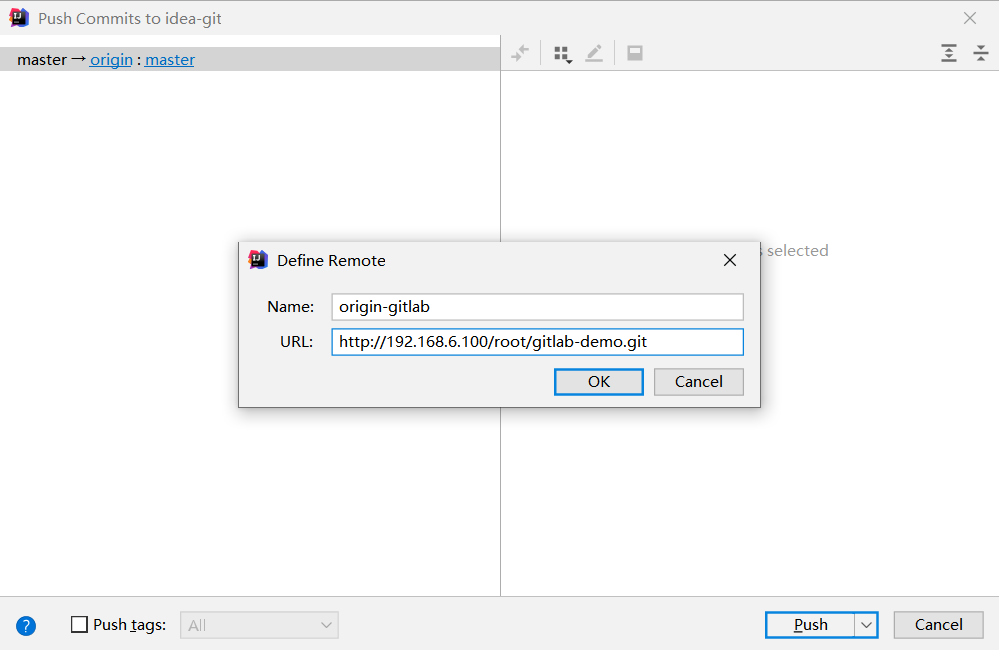 Push Commits to idea-git
master → origin : master
selected
Define Remote
Name: origin-gitlab
URL: http://192.168.6.100/root/gitlab-demo.git
OK Cancel
? Push tags: All Push Cancel